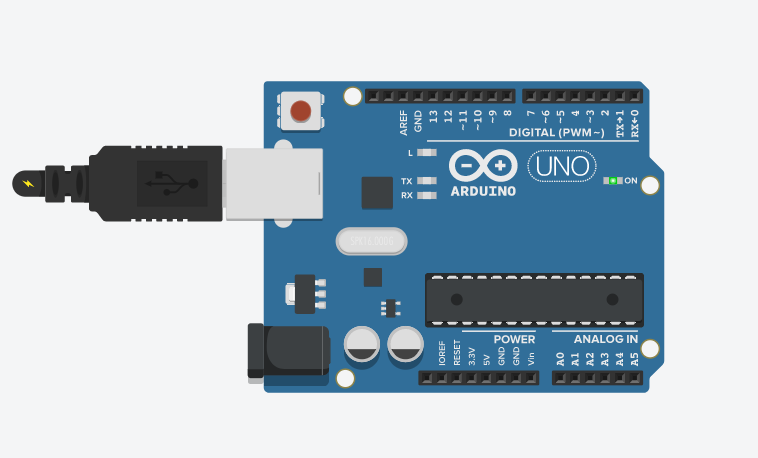 AREF
GND
13
12
~11
~10
~9
8
7
~6
~5
4
~3
2
TX→1
RX←0
DIGITAL (PWM~)
L
TX
RX
ARDUINO
UNO
ON
POWER
ANALOG IN
IOREF
RESET
3.3V
5V
GND
GND
Vin
A0
A1
A2
A3
A4
A5